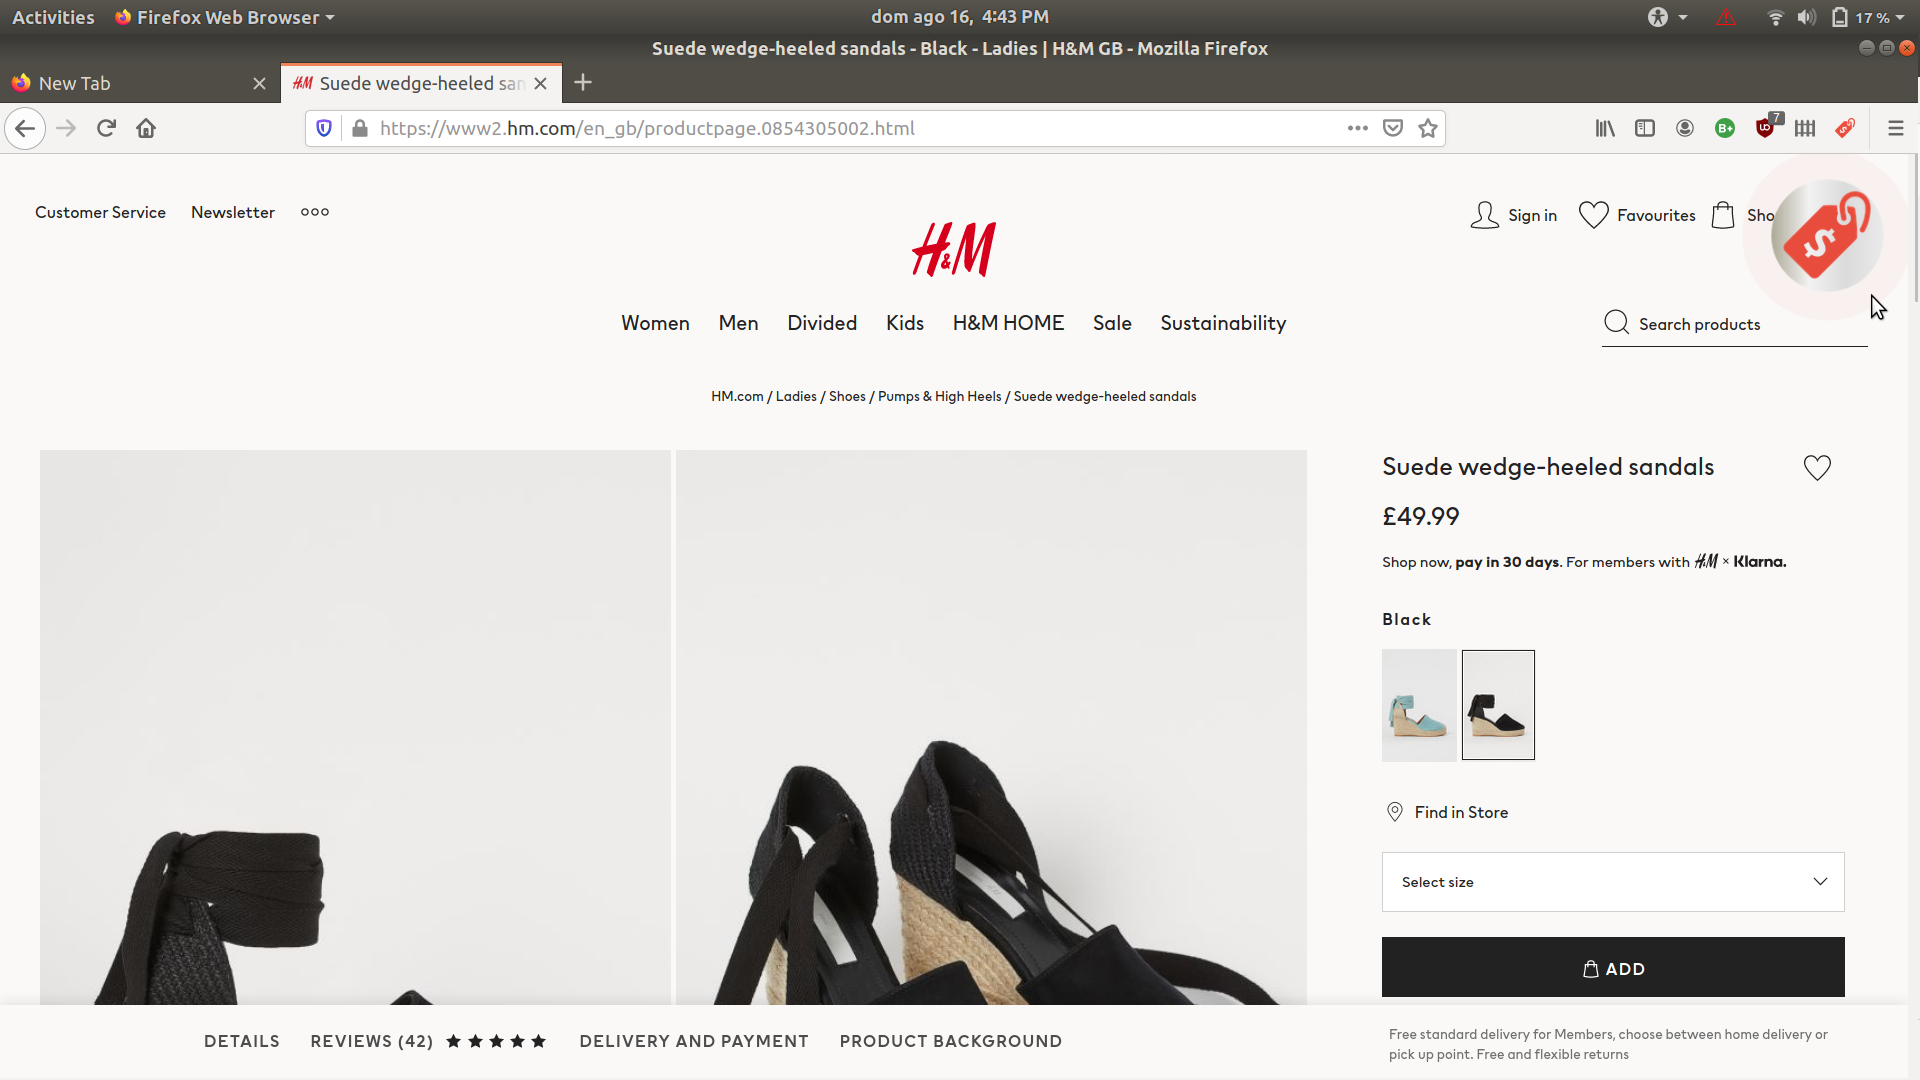 Activities
Firefox Web Browser
dom ago 16, 4:43 PM
17 %
Suede wedge-heeled sandals - Black - Ladies | H&M GB - Mozilla Firefox
New Tab
H&M Suede wedge-heeled san
https://www2.hm.com/en_gb/productpage.0854305002.html
B+
7
Customer Service
Newsletter
H&M
Sign in
Favourites
Sho
$
Women
Men
Divided
Kids
H&M HOME
Sale
Sustainability
Search products
HM.com / Ladies / Shoes / Pumps & High Heels / Suede wedge-heeled sandals
Suede wedge-heeled sandals
£49.99
Shop now, pay in 30 days. For members with H&M × Klarna.
Black
Find in Store
Select size
ADD
DETAILS
REVIEWS (42)
DELIVERY AND PAYMENT
PRODUCT BACKGROUND
Free standard delivery for Members, choose between home delivery or
pick up point. Free and flexible returns